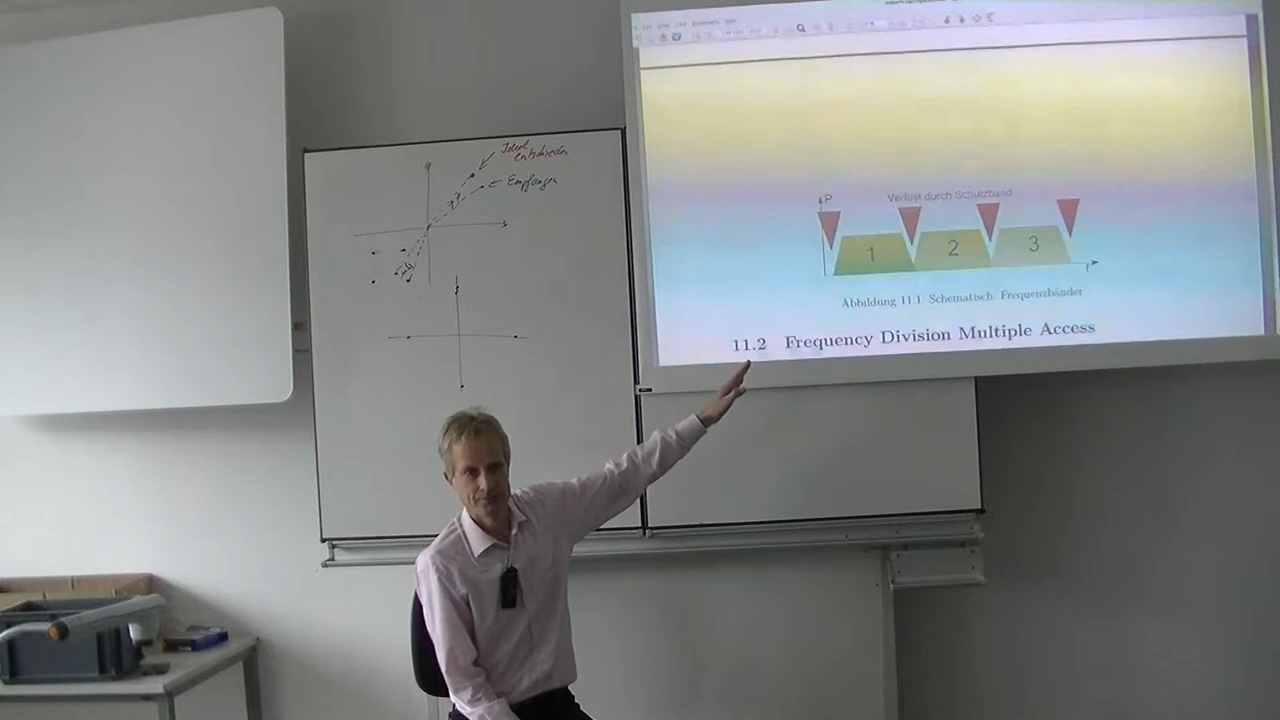 Ideal
entschieden
Empfangen
P
Verlust durch Schutzband
1 2 3
f
Abbildung 11.1 Schematisch: Frequenzbänder
11.2 Frequency Division Multiple Access